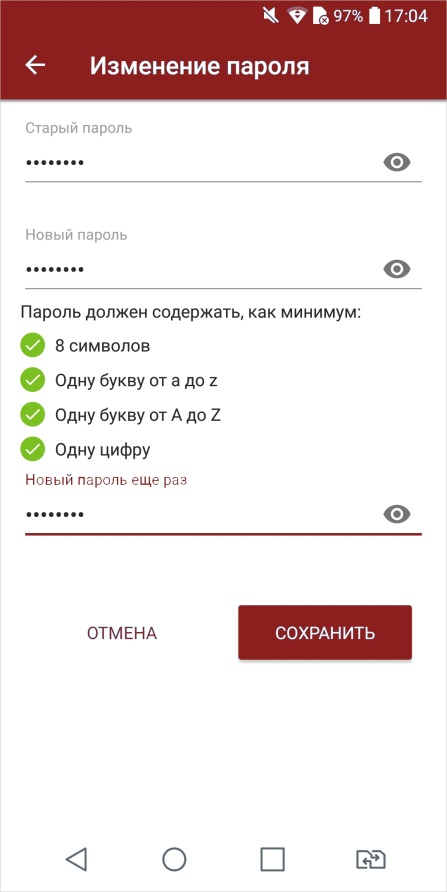 97% 17:04
Изменение пароля
Старый пароль
••••••••
Новый пароль
••••••••
Пароль должен содержать, как минимум:
8 символов
Одну букву от a до z
Одну букву от A до Z
Одну цифру
Новый пароль еще раз
••••••••
ОТМЕНА СОХРАНИТЬ